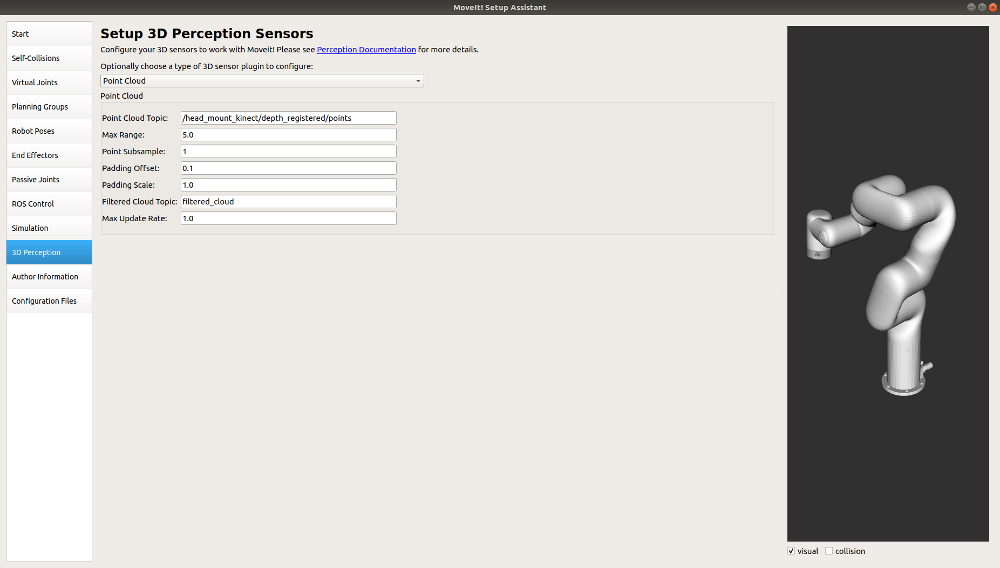 MoveIt! Setup Assistant
Start
Self-Collisions
Virtual Joints
Planning Groups
Robot Poses
End Effectors
Passive Joints
ROS Control
Simulation
3D Perception
Author Information
Configuration Files
Setup 3D Perception Sensors
Configure your 3D sensors to work with Moveit! Please see Perception Documentation for more details.
Optionally choose a type of 3D sensor plugin to configure:
Point Cloud
Point Cloud
Point Cloud Topic: /head_mount_kinect/depth_registered/points
Max Range: 5.0
Point Subsample: 1
Padding Offset: 0.1
Padding Scale: 1.0
Filtered Cloud Topic: filtered_cloud
Max Update Rate: 1.0
visual collision